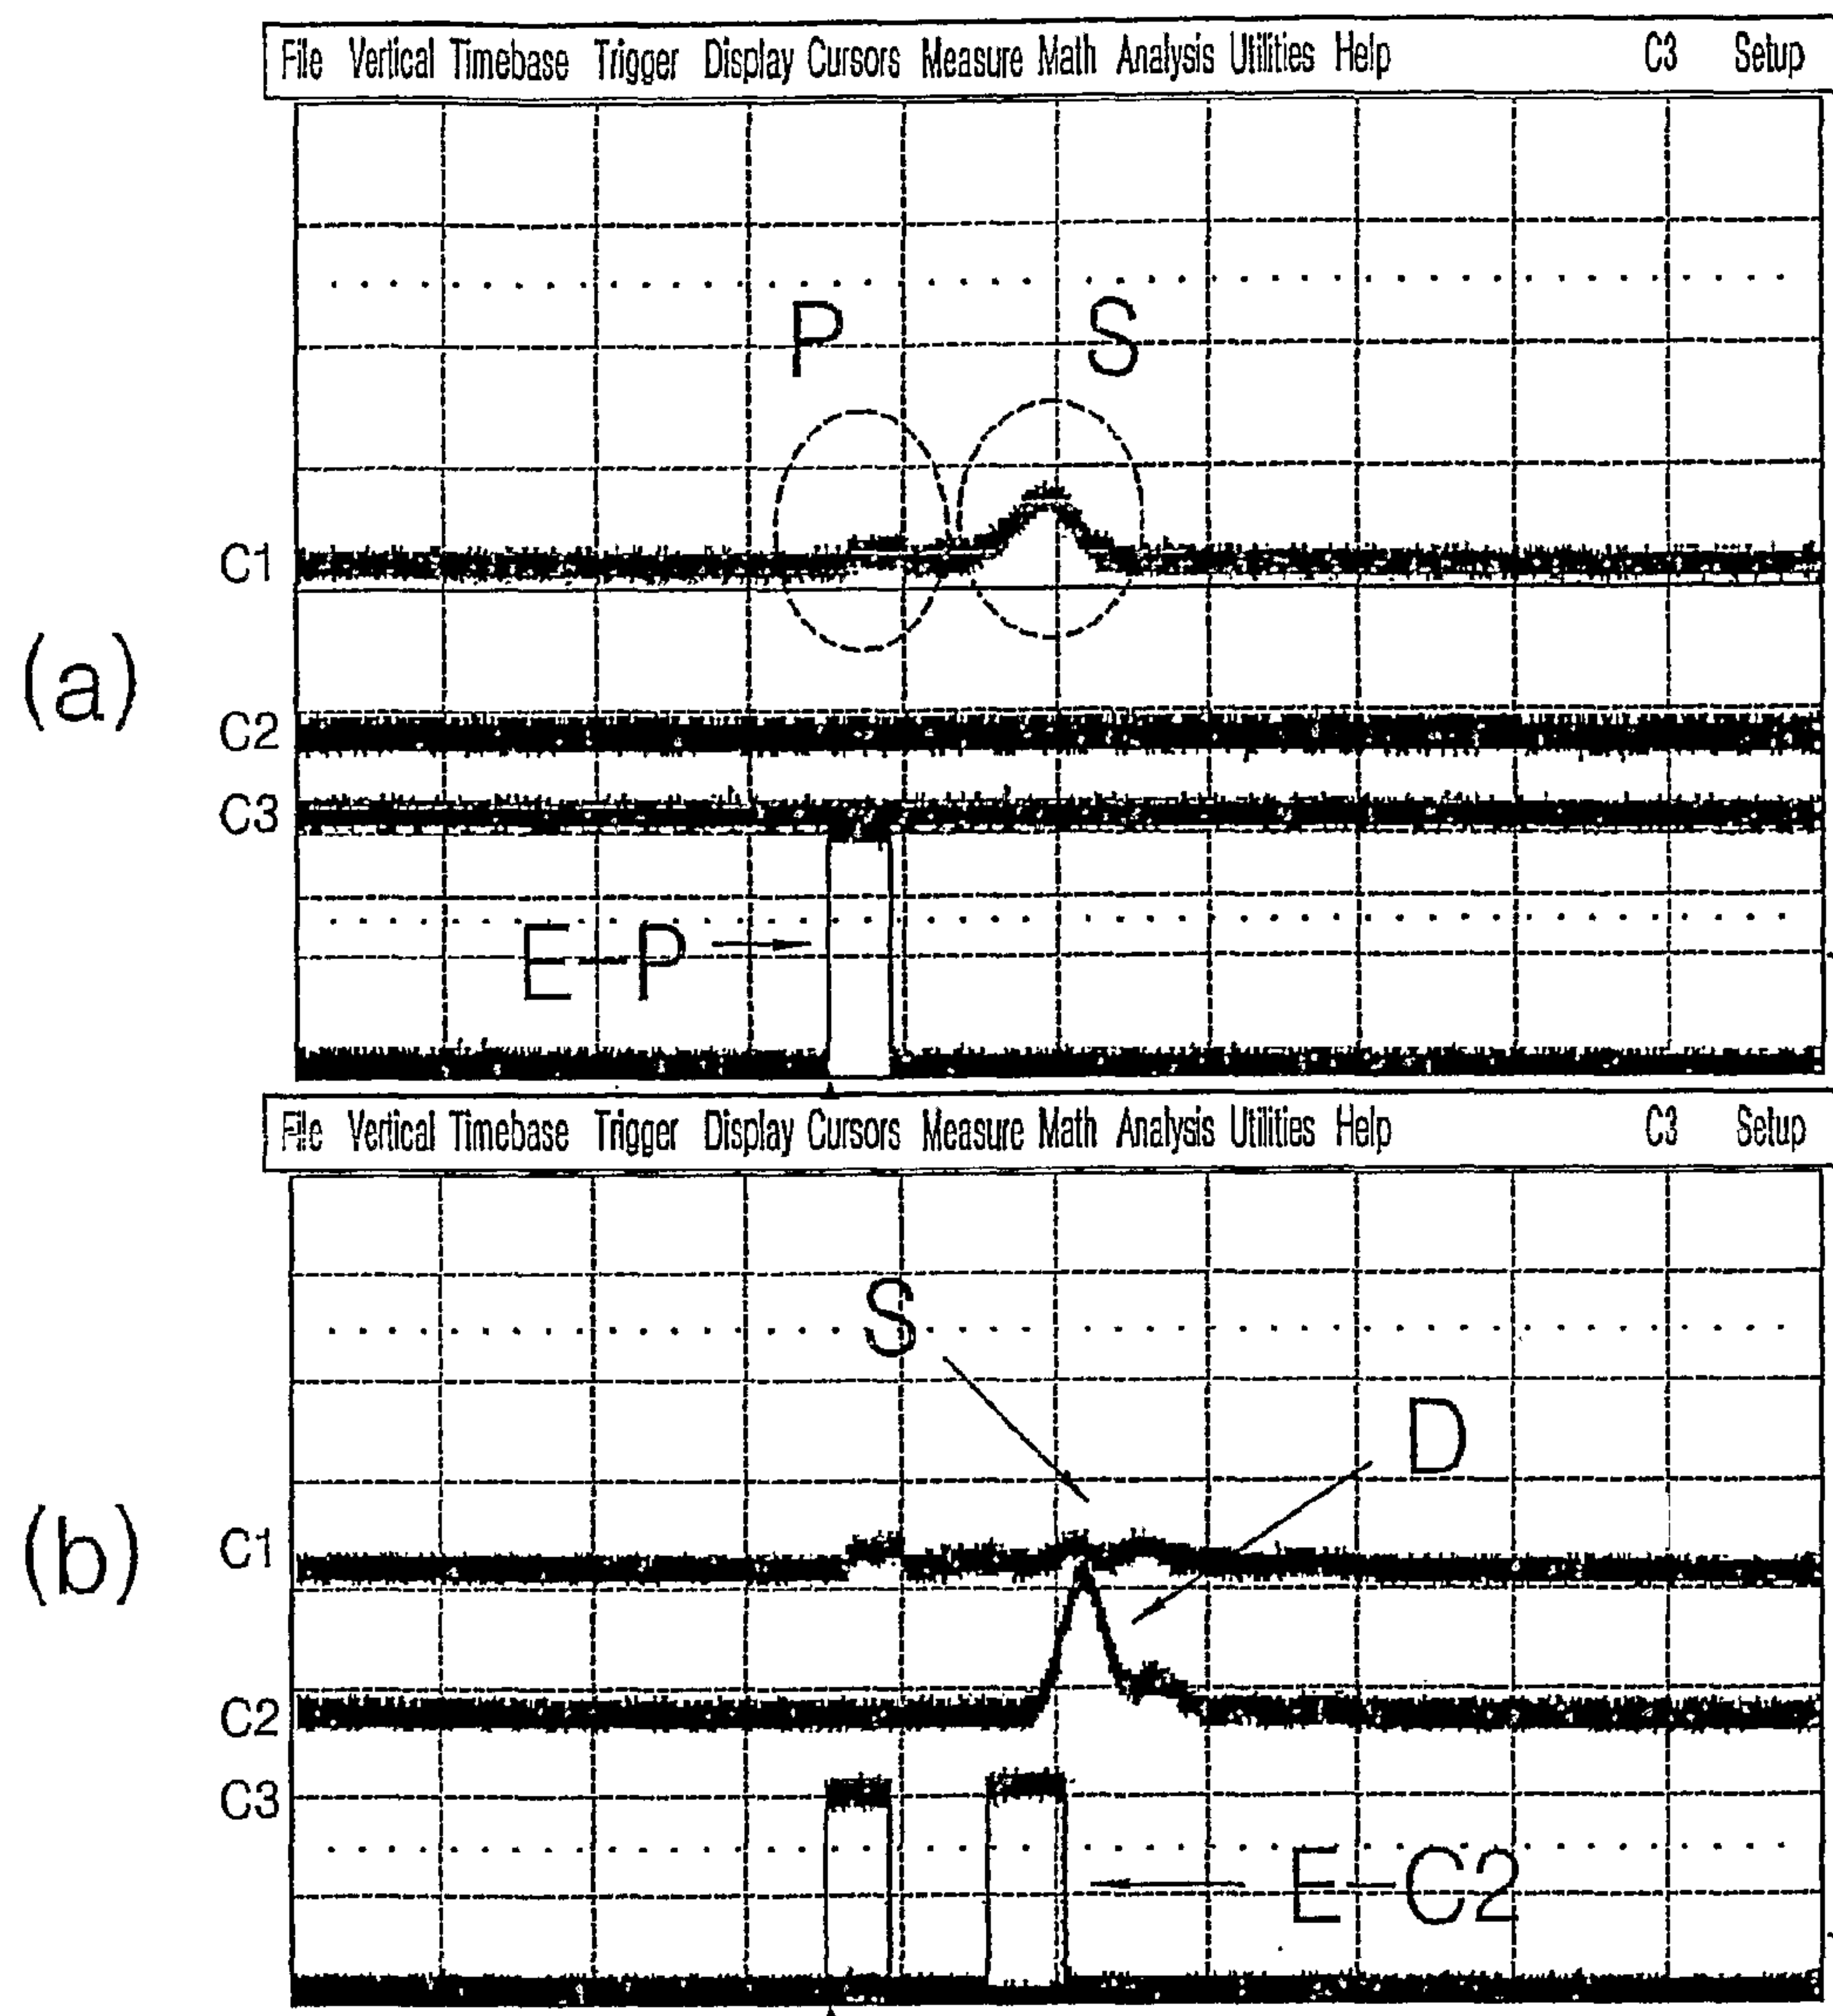 File Vertical Timebase Trigger Display Cursors Measure Math Analysis Utilities Help C3 Setup
P S
C1
(a)
C2
C3
E-P
File Vertical Timebase Trigger Display Cursors Measure Math Analysis Utilities Help C3 Setup
S
D
C1
(b)
C2
C3
E-C2